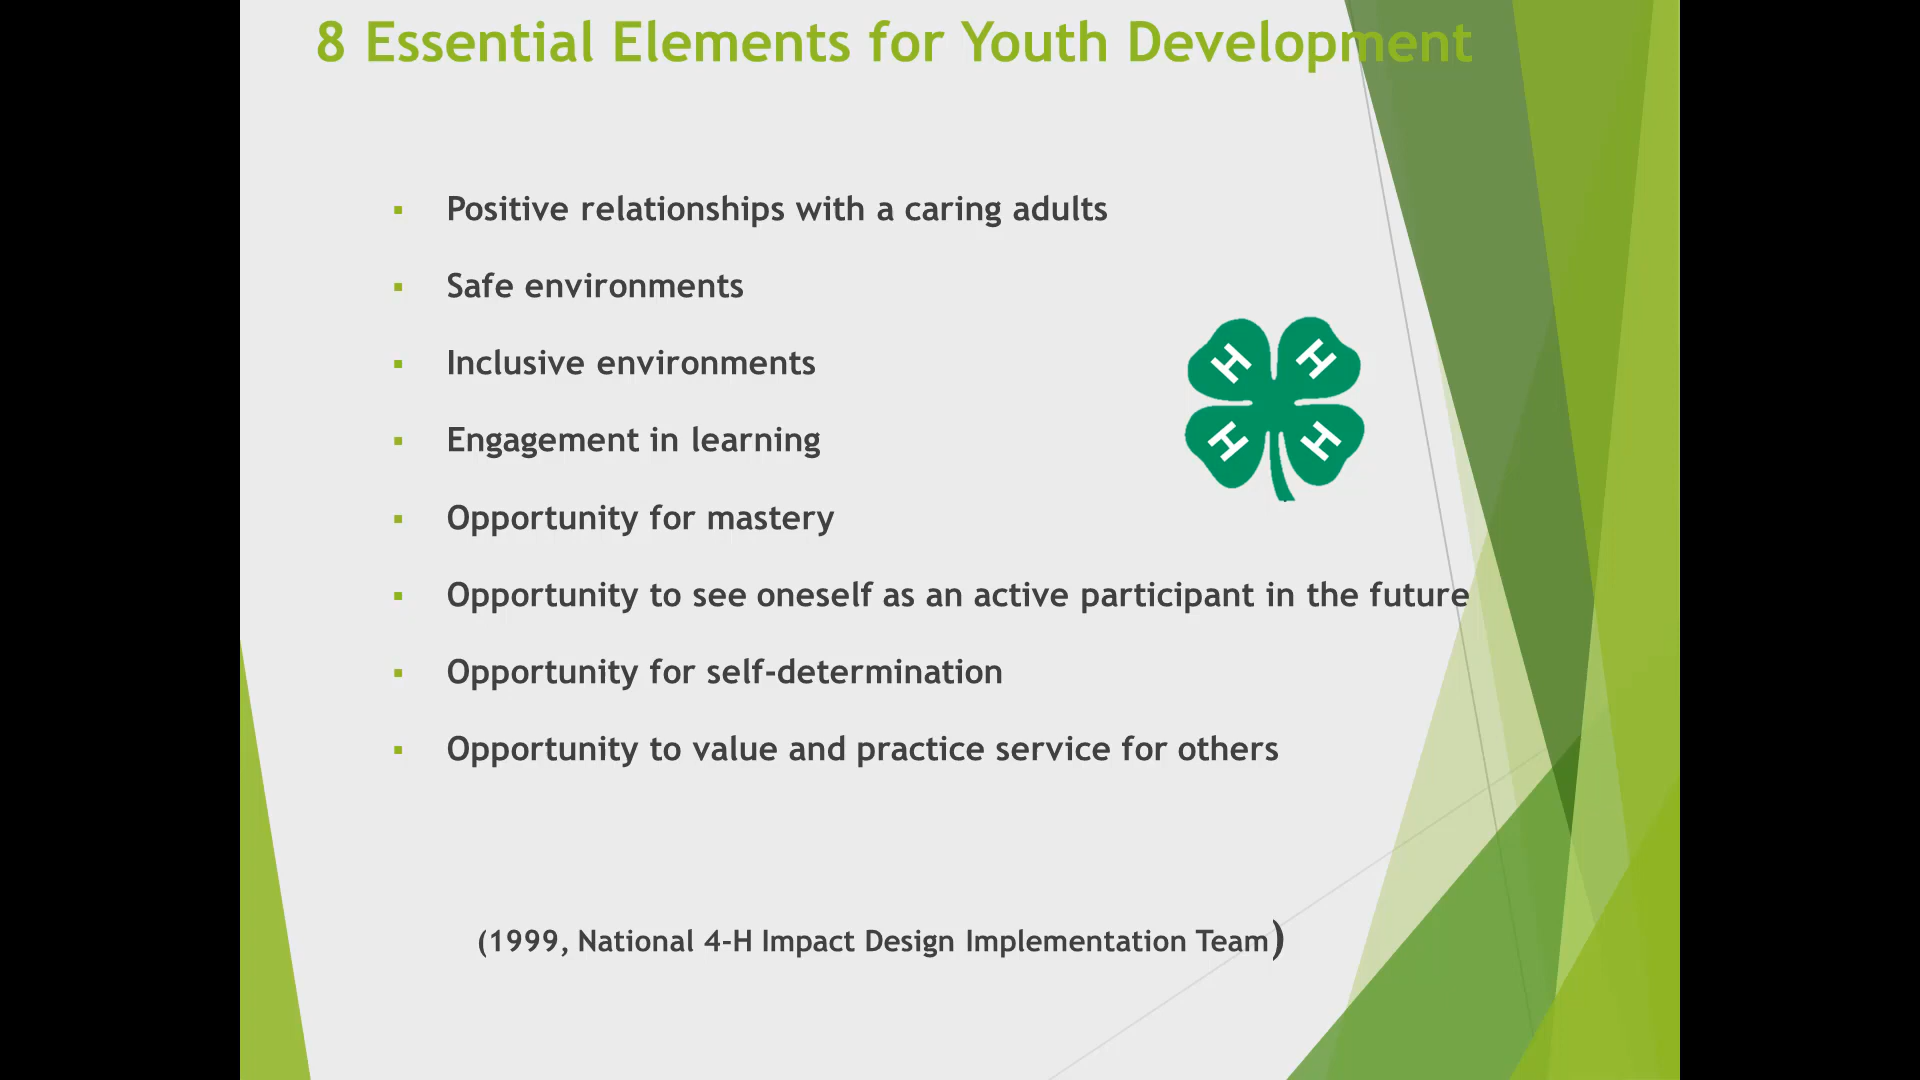 8 Essential Elements for Youth Development
▪ Positive relationships with a caring adults
▪ Safe environments
▪ Inclusive environments
▪ Engagement in learning
▪ Opportunity for mastery
▪ Opportunity to see oneself as an active participant in the future
▪ Opportunity for self-determination
▪ Opportunity to value and practice service for others
H H
H H
(1999, National 4-H Impact Design Implementation Team)